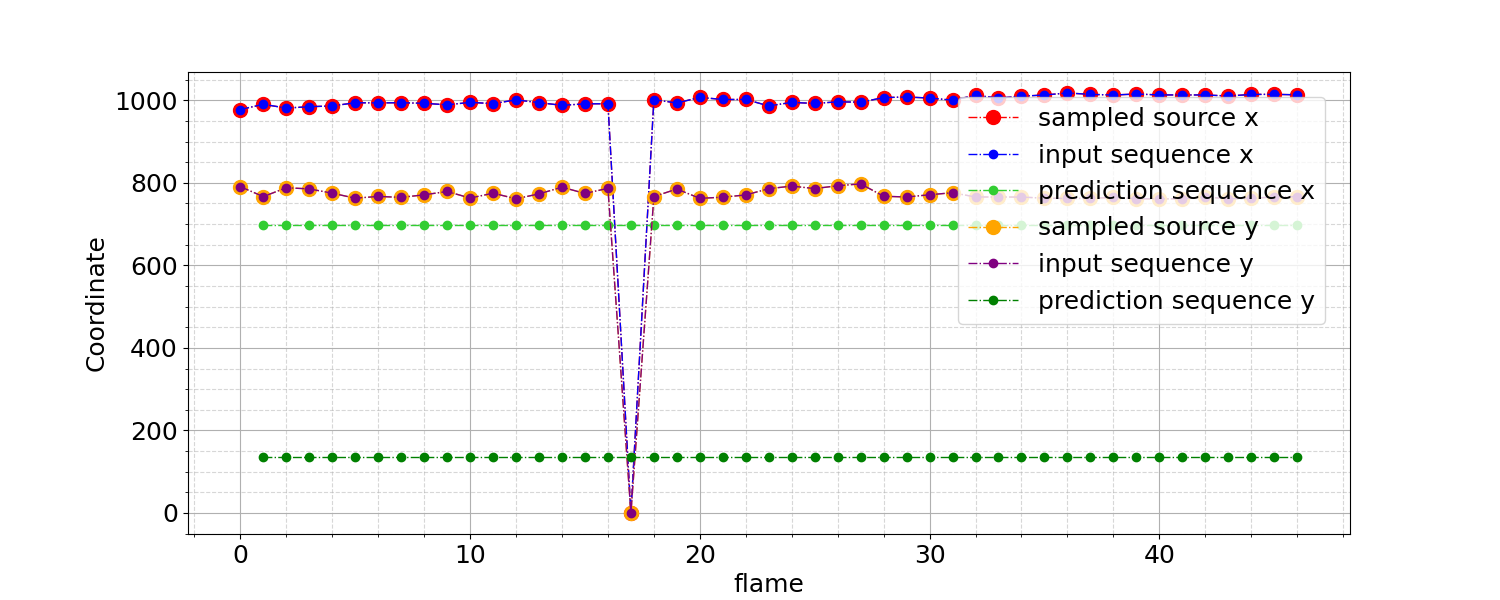 1000
800
600
400
200
0
Coordinate
0 10 20 30 40
flame
sampled source x
input sequence x
prediction sequence x
sampled source y
input sequence y
prediction sequence y